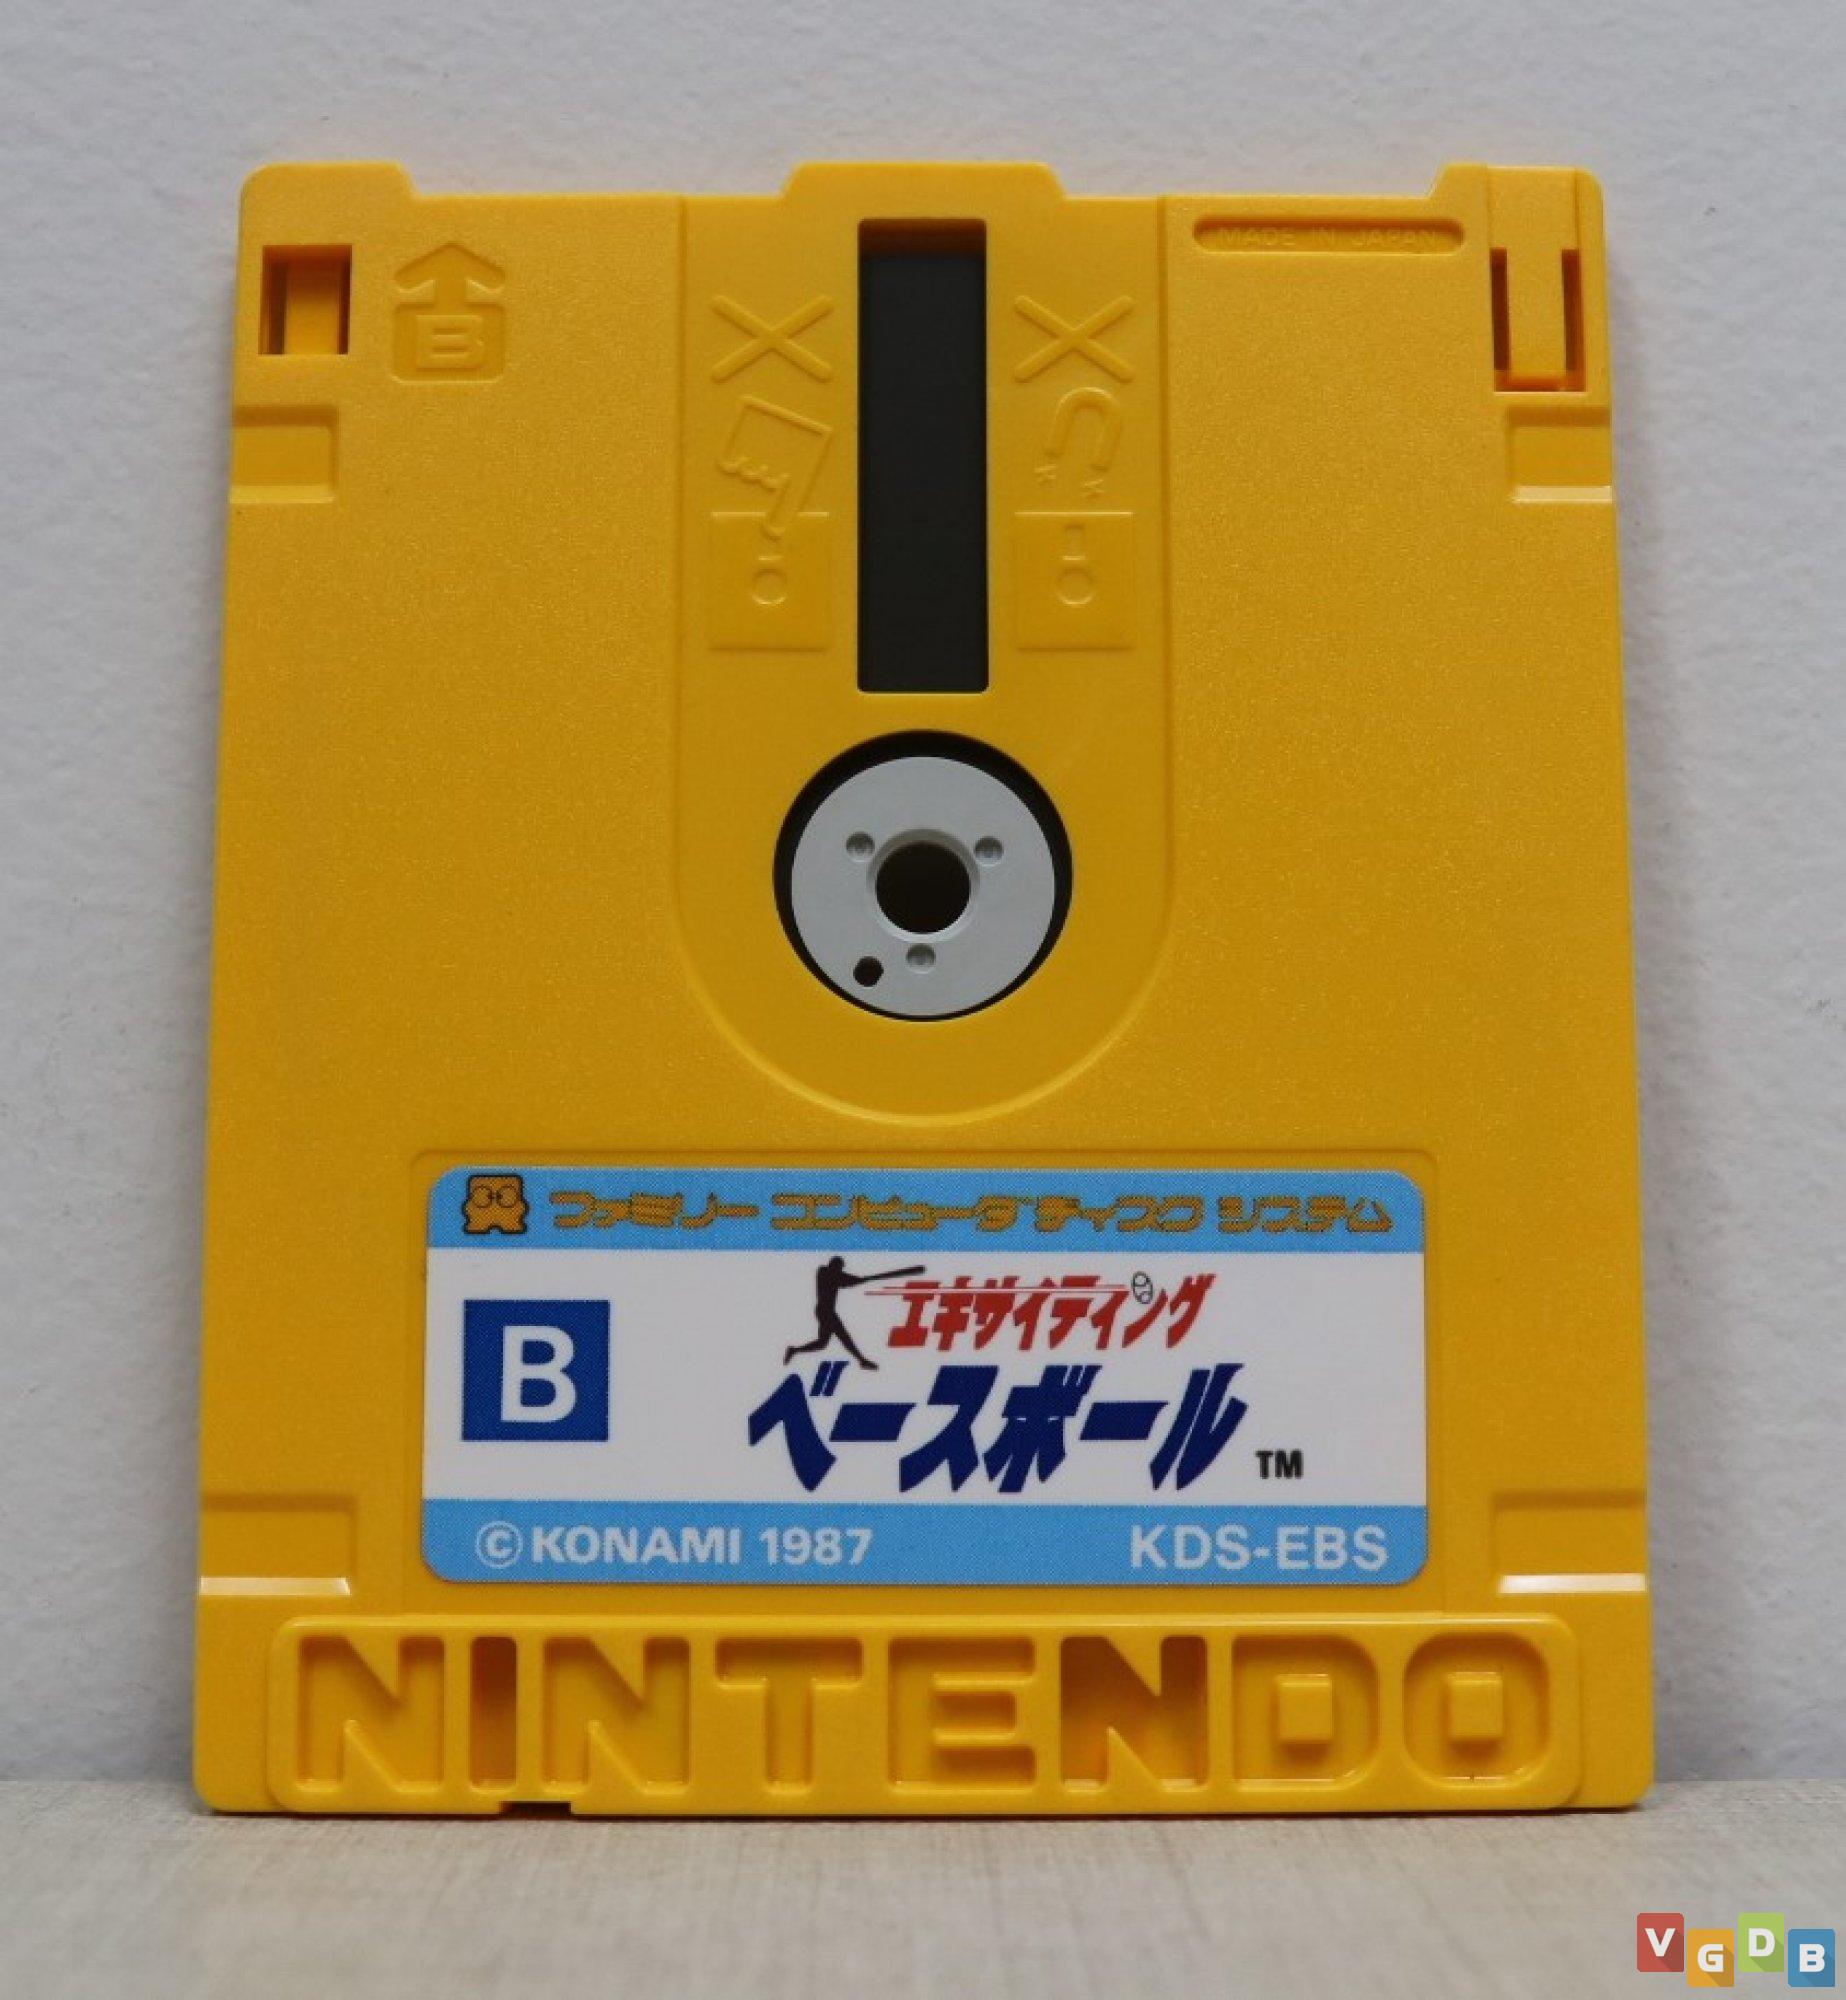 MADE IN JAPAN
B
ファミリー コンピュータ ディスク システム
B
エキサイティング
ベースボール TM
©KONAMI 1987 KDS-EBS
NINTENDO
VGDB